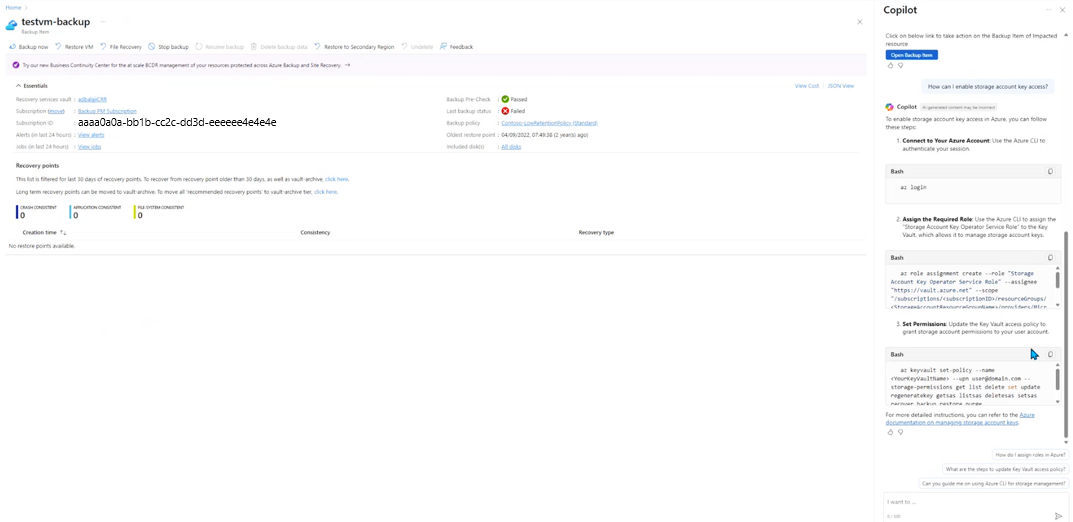 Home >
testvm-backup ...
Backup Item
Backup now Restore VM File Recovery Stop backup Resume backup Delete backup data Restore to Secondary Region Undelete Feedback
Try our new Business Continuity Center for the at scale BCDR management of your resources protected across Azure Backup and Site Recovery. →
Essentials
View Cost JSON View
Recovery services vault :
Subscription (move) : Backup PM Subscription
Subscription ID : aaaa0a0a-bb1b-cc2c-dd3d-eeeeee4e4e4e
Alerts (in last 24 hours) : View alerts
Jobs (in last 24 hours) : View jobs
Backup Pre-Check : Passed
Last backup status : Failed
Backup policy : Contoso-LowRetentionPolicy (Standard)
Oldest restore point : 04/09/2022, 07:49:36 (2 year(s) ago)
Included disk(s) : All disks
Recovery points
This list is filtered for last 30 days of recovery points. To recover from recovery point older than 30 days, as well as vault-archive, click here.
Long term recovery points can be moved to vault-archive. To move all 'recommended recovery points' to vault-archive tier, click here.
CRASH CONSISTENT
0
APPLICATION CONSISTENT
0
FILE-SYSTEM CONSISTENT
0
Creation time ↑↓ Consistency Recovery type
No restore points available.
Copilot
Click on below link to take action on the Backup Item of Impacted
resource
Open Backup Item
How can I enable storage account key access?
Copilot AI-generated content may be incorrect
To enable storage account key access in Azure, you can follow
these steps:
1. Connect to Your Azure Account: Use the Azure CLI to
authenticate your session.
Bash
az login
2. Assign the Required Role: Use the Azure CLI to assign the
"Storage Account Key Operator Service Role" to the Key
Vault, which allows it to manage storage account keys.
Bash
az role assignment create --role "Storage
Account Key Operator Service Role" --assignee
"https://vault.azure.net" --scope
"/subscriptions/<subscriptionID>/resourceGroups/
<StorageAccountResourceGroupName>/providers/Micr
3. Set Permissions: Update the Key Vault access policy to
grant storage account permissions to your user account.
Bash
az keyvault set-policy --name
<YourKeyVaultName> --upn user@domain.com --
storage-permissions get list delete set update
regeneratekey getsas listsas deletesas setsas
recover backup restore purge
For more detailed instructions, you can refer to the Azure
documentation on managing storage account keys.
How do I assign roles in Azure?
What are the steps to update Key Vault access policy?
Can you guide me on using Azure CLI for storage management?
I want to ...